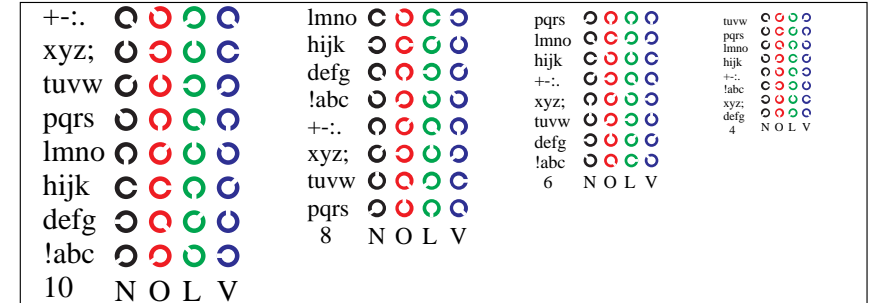 +-:.
xyz;
tuvw
pqrs
lmno
hijk
defg
!abc
10 N O L V
lmno
hijk
defg
!abc
+-:.
xyz;
tuvw
pqrs
8 N O L V
pqrs
lmno
hijk
+-:.
xyz;
tuvw
defg
!abc
6 N O L V
tuvw
pqrs
lmno
hijk
+-:.
!abc
xyz;
defg
4 N O L V